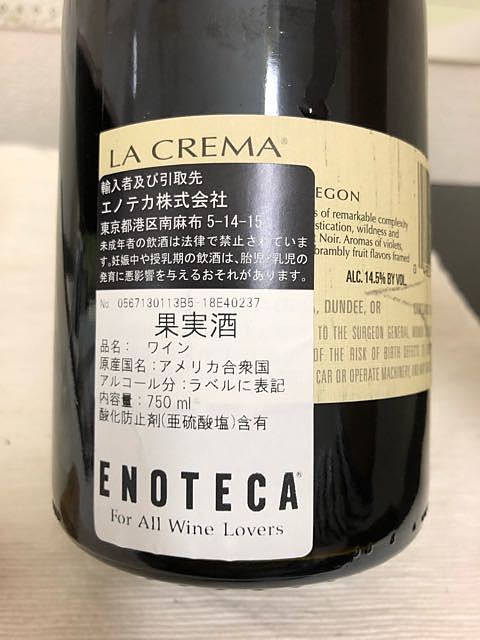 LA CREMA®
輸入者及び引取先
エノテカ株式会社
東京都港区南麻布 5-14-15
未成年者の飲酒は法律で禁止されていま
す。妊娠中や授乳期の飲酒は、胎児・乳児の
発育に悪影響を与えるおそれがあります。
No. 0567130113B5-18E40237
果実酒
品名： ワイン
原産国名：アメリカ合衆国
アルコール分：ラベルに表記
内容量：750 ml
酸化防止剤(亜硫酸塩)含有
ENOTECA®
For All Wine Lovers
EGON
of remarkable complexity
wildness and
Noir. Aromas of violets,
brambly fruit flavors framed
ALC. 14.5% BY VOL.
DUNDEE, OR
TO THE SURGEON GENERAL,
OF THE RISK OF BIRTH DEFECTS.
CAR OR OPERATE MACHINERY, AND